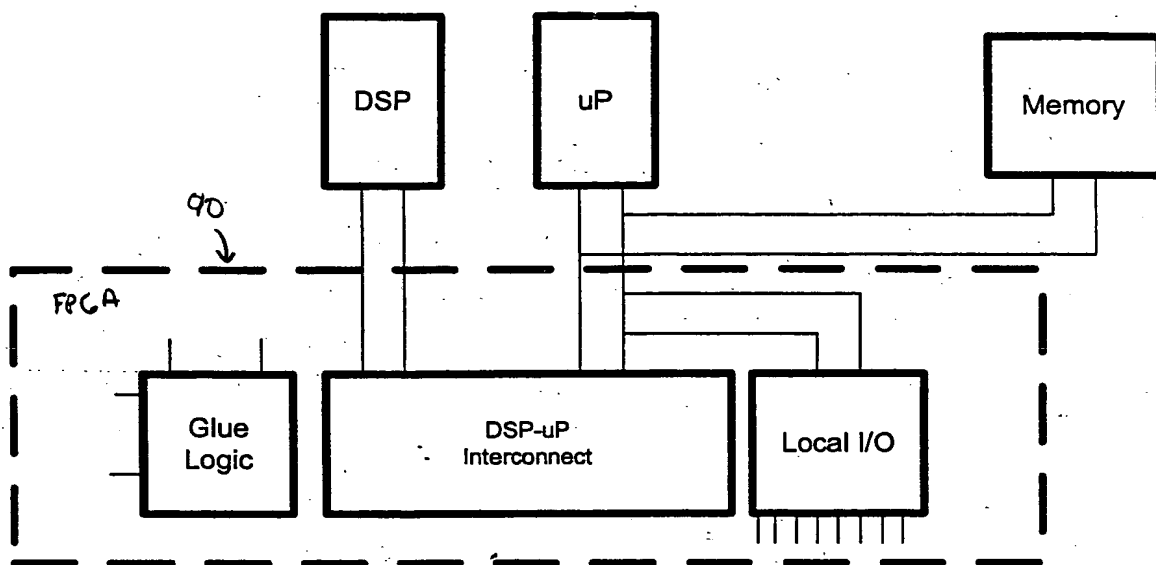 DSP
uP
Memory
90
FPGA
Glue
Logic
DSP-uP
Interconnect
Local I/O